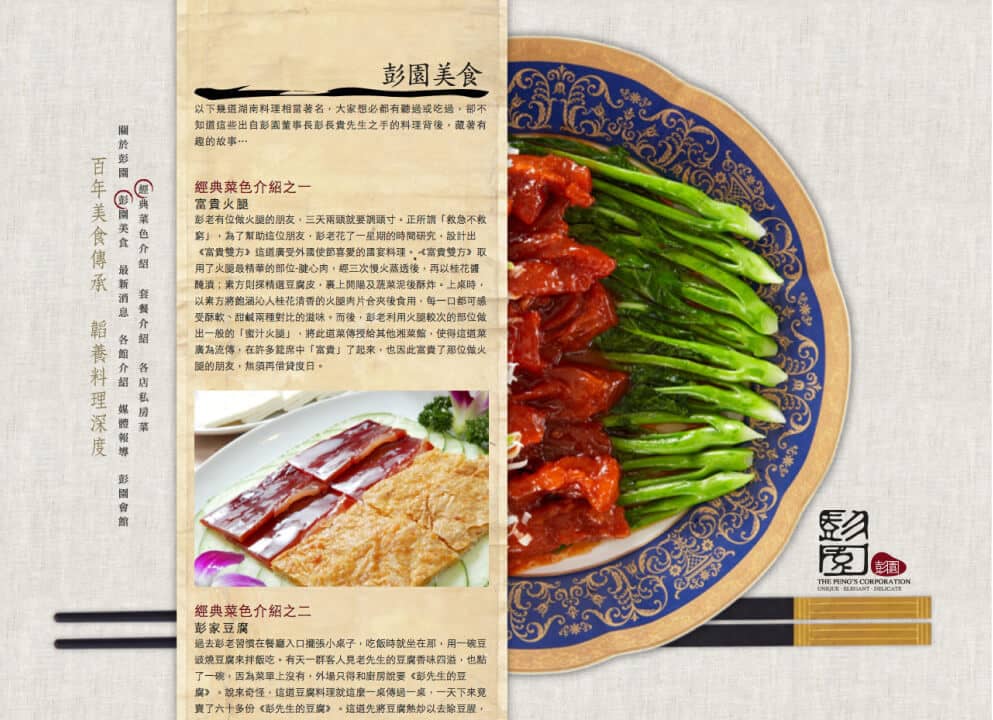 彭園美食
以下幾道湖南料理相當著名，大家想必都有聽過或吃過，卻不
知道這些出自彭園董事長彭長貴先生之手的料理背後，藏著有
趣的故事⋯
經典菜色介紹之一
富貴火腿
彭老有位做火腿的朋友，三天兩頭就要調頭寸。正所謂「救急不救
窮」，為了幫助這位朋友，彭老花了一星期的時間研究，設計出
《富貴雙方》這道廣受外國使節喜愛的國宴料理。《富貴雙方》取
用了火腿最精華的部位-腱心肉，經三次慢火蒸透後，再以桂花醬
醃漬；素方則採精選豆腐皮，裹上開陽及蔬菜泥後酥炸。上桌時，
以素方將飽涵沁人桂花清香的火腿肉片合夾後食用，每一口都可感
受酥軟、甜鹹兩種對比的滋味。而後，彭老利用火腿較次的部位做
出一般的「蜜汁火腿」，將此道菜傳授給其他湘菜館，使得這道菜
廣為流傳，在許多筵席中「富貴」了起來，也因此富貴了那位做火
腿的朋友，無須再借貸度日。
經典菜色介紹之二
彭家豆腐
過去彭老習慣在餐廳入口擺張小桌子，吃飯時就坐在那，用一碗豆
豉燒豆腐來拌飯吃。有天一群客人見老先生的豆腐香味四溢，也點
了一碗，因為菜單上沒有，外場只得和廚房說要《彭先生的豆
腐》。說來奇怪，這道豆腐料理就這麼一桌傳過一桌，一天下來竟
賣了六十多份《彭先生的豆腐》。這道先將豆腐熱炒以去除豆腥，
經典菜色介紹 套餐介紹 各店私房菜
關於彭園 彭園美食 最新消息 各館介紹 媒體報導 彭園會館
百年美食傳承 韜養料理深度
彭園
彭園
THE PENG'S CORPORATION
UNIQUE · ELEGANT · DELICATE